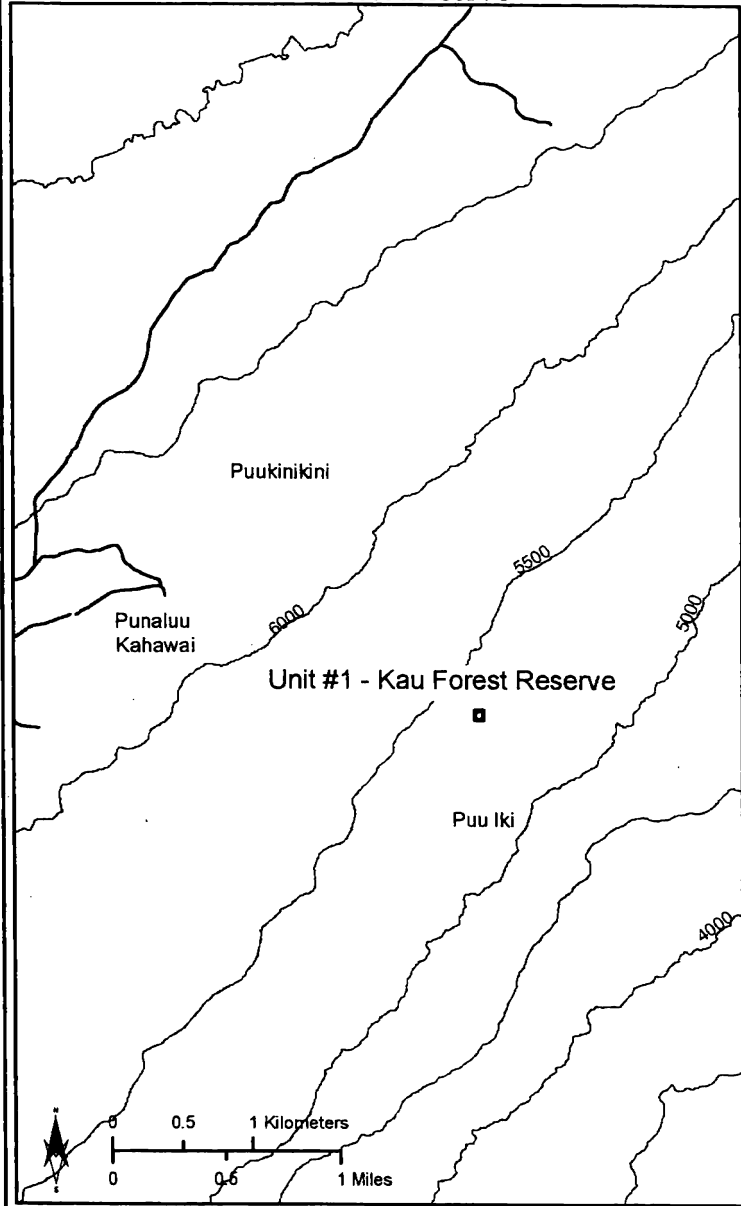 Puukinikini
5500
5000
6000
Punaluu
Kahawai
Unit #1 - Kau Forest Reserve
Puu Iki
4000
N
0 0.5 1 Kilometers
0 0.5 1 Miles
S